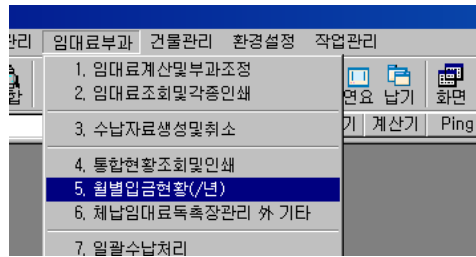 관리 임대료부과 건물관리 환경설정 작업관리
1. 임대료계산및부과조정
2. 임대료조회및각종인쇄
연요 납기 화면
3. 수납자료생성및취소
기 계산기 Ping
4. 통합현황조회및인쇄
5. 월별입금현황(/년)
6. 체납임대료독촉장관리 外 기타
7. 일괄수납처리